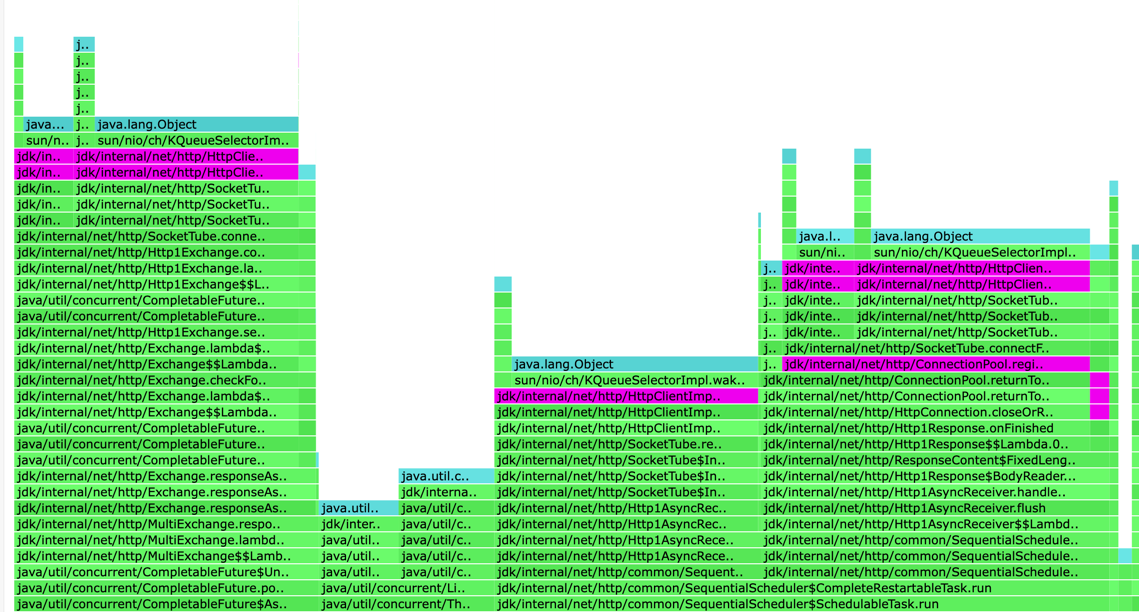 j..
j..
j..
j..
j..
java... j.. java.lang.Object
sun/n.. j.. sun/nio/ch/KQueueSelectorIm..
jdk/in.. jdk/internal/net/http/HttpClie..
jdk/in.. jdk/internal/net/http/HttpClie..
jdk/in.. jdk/internal/net/http/SocketTu..
jdk/in.. jdk/internal/net/http/SocketTu..
jdk/in.. jdk/internal/net/http/SocketTu..
jdk/internal/net/http/SocketTube.conne.. java.l.. java.lang.Object
jdk/internal/net/http/Http1Exchange.co.. sun/ni.. sun/nio/ch/KQueueSelectorImpl..
jdk/internal/net/http/Http1Exchange.la.. j.. jdk/inte.. jdk/internal/net/http/HttpClien..
jdk/internal/net/http/Http1Exchange$$L.. j.. jdk/inte.. jdk/internal/net/http/HttpClien..
java/util/concurrent/CompletableFuture.. j.. jdk/inte.. jdk/internal/net/http/SocketTub..
java/util/concurrent/CompletableFuture.. j.. jdk/inte.. jdk/internal/net/http/SocketTub..
jdk/internal/net/http/Http1Exchange.se.. j.. jdk/inte.. jdk/internal/net/http/SocketTub..
jdk/internal/net/http/Exchange.lambda$.. j.. jdk/internal/net/http/SocketTube.connectF..
jdk/internal/net/http/Exchange$$Lambda.. java.lang.Object j.. jdk/internal/net/http/ConnectionPool.regi..
jdk/internal/net/http/Exchange.checkFo.. sun/nio/ch/KQueueSelectorImpl.wak.. jdk/internal/net/http/ConnectionPool.returnTo..
jdk/internal/net/http/Exchange.lambda$.. jdk/internal/net/http/HttpClientImp.. jdk/internal/net/http/ConnectionPool.returnTo..
jdk/internal/net/http/Exchange$$Lambda.. jdk/internal/net/http/HttpClientImp.. jdk/internal/net/http/HttpConnection.closeOrR..
java/util/concurrent/CompletableFuture.. jdk/internal/net/http/HttpClientImp.. jdk/internal/net/http/Http1Response.onFinished
java/util/concurrent/CompletableFuture.. jdk/internal/net/http/SocketTube.re.. jdk/internal/net/http/Http1Response$$Lambda.0..
java/util/concurrent/CompletableFuture.. jdk/internal/net/http/SocketTube$In.. jdk/internal/net/http/ResponseContent$FixedLeng..
jdk/internal/net/http/Exchange.responseAs.. java.util.c.. jdk/internal/net/http/SocketTube$In.. jdk/internal/net/http/Http1Response$BodyReader...
jdk/internal/net/http/Exchange.responseAs.. jdk/interna.. jdk/internal/net/http/SocketTube$In.. jdk/internal/net/http/Http1AsyncReceiver.handle..
jdk/internal/net/http/Exchange.responseAs.. java.util.. java/util/c.. jdk/internal/net/http/Http1AsyncRec.. jdk/internal/net/http/Http1AsyncReceiver.flush
jdk/internal/net/http/MultiExchange.respo.. jdk/inter.. java/util/c.. jdk/internal/net/http/Http1AsyncRec.. jdk/internal/net/http/Http1AsyncReceiver$$Lambd..
jdk/internal/net/http/MultiExchange.lambd.. java/util.. java/util/c.. jdk/internal/net/http/Http1AsyncRece.. jdk/internal/net/http/common/SequentialSchedule..
jdk/internal/net/http/MultiExchange$$Lamb.. java/util.. java/util/c.. jdk/internal/net/http/Http1AsyncRece.. jdk/internal/net/http/common/SequentialSchedule..
java/util/concurrent/CompletableFuture$Un.. java/util.. java/util/c.. jdk/internal/net/http/common/Sequent.. jdk/internal/net/http/common/SequentialSchedule..
java/util/concurrent/CompletableFuture.po.. java/util/concurrent/Li.. jdk/internal/net/http/common/SequentialScheduler$CompleteRestartableTask.run
java/util/concurrent/CompletableFuture$As.. java/util/concurrent/Th.. jdk/internal/net/http/common/SequentialScheduler$SchedulableTask.run